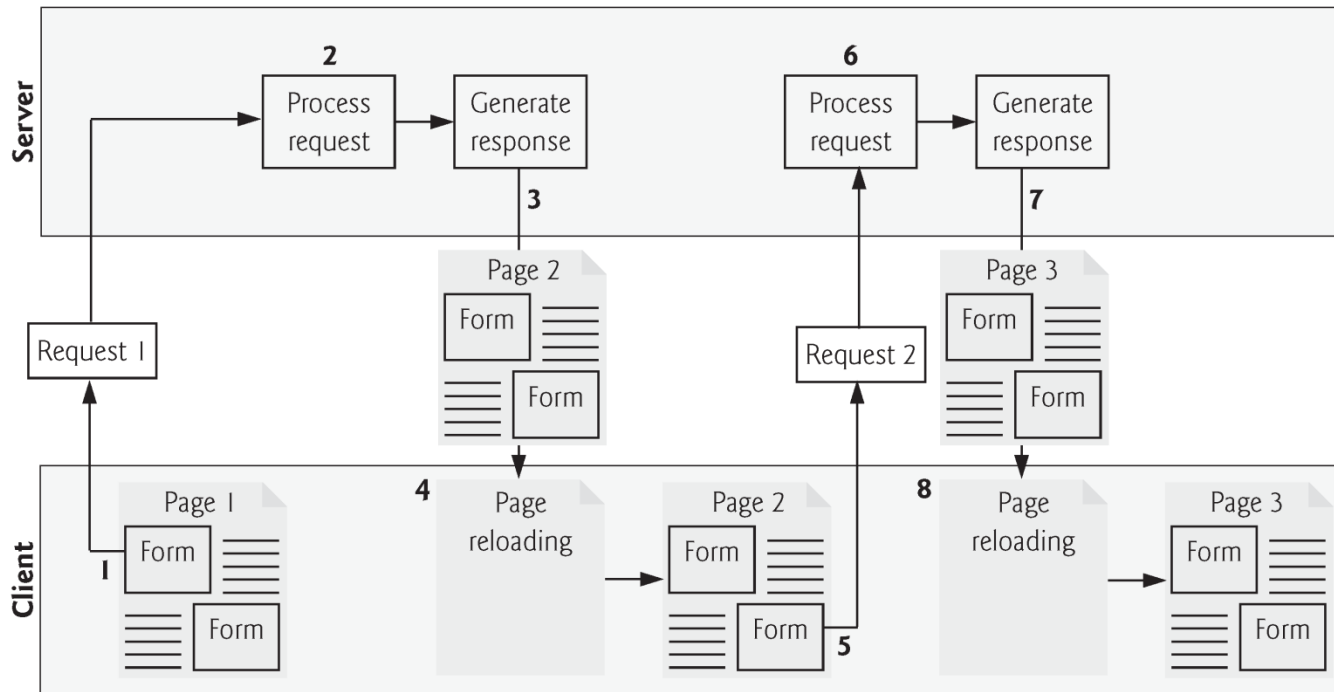 Server
2
Process
request
Generate
response
3
6
Process
request
Generate
response
7
Request 1
Page 2
Form
Form
Request 2
Page 3
Form
Form
Client
Page 1
Form
Form
1
4
Page
reloading
Page 2
Form
Form
5
8
Page
reloading
Page 3
Form
Form